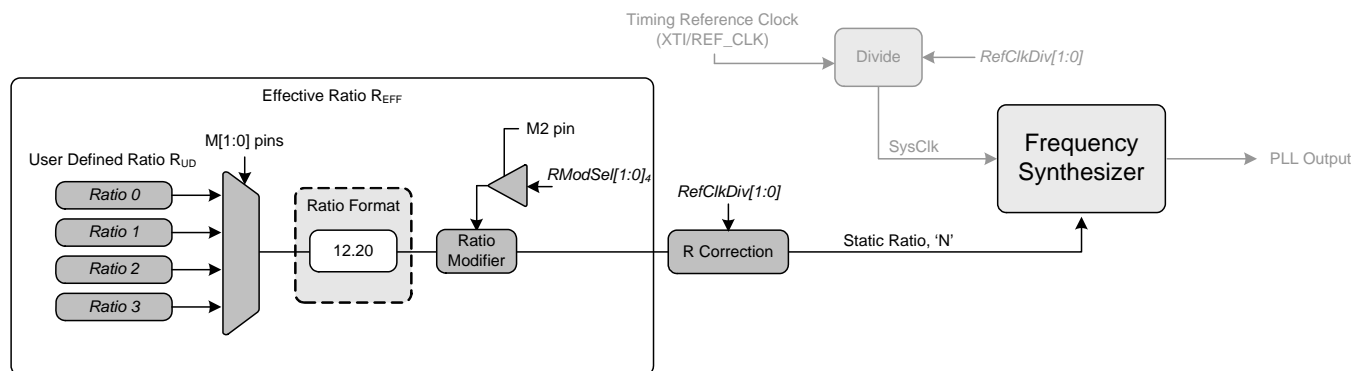 Timing Reference Clock
(XTI/REF_CLK)
Divide
RefClkDiv[1:0]
Effective Ratio REFF
M[1:0] pins
M2 pin
User Defined Ratio RUD
SysClk
Frequency
Synthesizer
PLL Output
Ratio 0
Ratio 1
Ratio 2
Ratio 3
Ratio Format
12.20
RModSel[1:0]4
Ratio
Modifier
RefClkDiv[1:0]
R Correction
Static Ratio, ‘N’